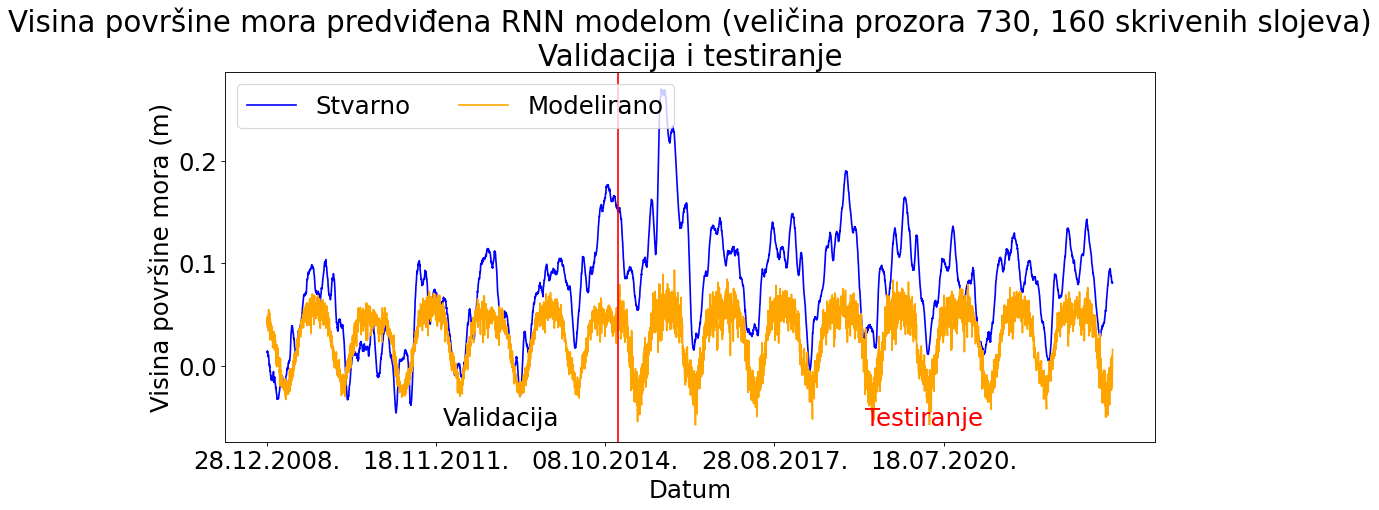 Visina površine mora predviđena RNN modelom (veličina prozora 730, 160 skrivenih slojeva)
Validacija i testiranje
Stvarno Modelirano
Visina površine mora (m)
0.2
0.1
0.0
Validacija Testiranje
28.12.2008. 18.11.2011. 08.10.2014. 28.08.2017. 18.07.2020.
Datum